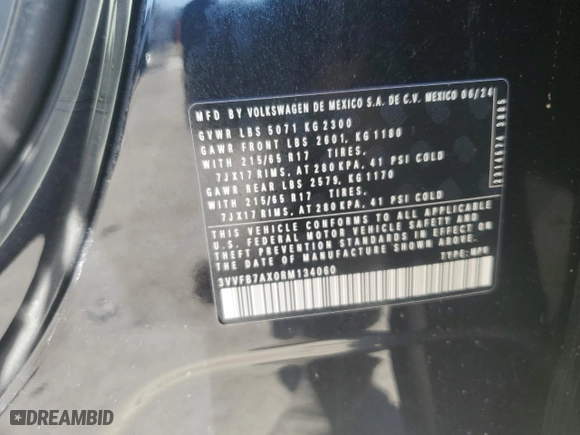 MFD BY VOLKSWAGEN DE MEXICO S.A. DE C.V. MEXICO 06/24
GVWR LBS 5071 KG 2300
GAWR FRONT LBS 2601, KG 1180
WITH 215/65 R17 TIRES.
7JX17 RIMS, AT 280 KPA, 41 PSI COLD
GAWR REAR LBS 2579, KG 1170
WITH 215/65 R17 TIRES.
7JX17 RIMS, AT 280 KPA, 41 PSI COLD
THIS VEHICLE CONFORMS TO ALL APPLICABLE
U.S. FEDERAL MOTOR VEHICLE SAFETY AND
THEFT PREVENTION STANDARDS IN EFFECT ON
THE DATE OF MANUFACTURE SHOWN ABOVE.
TYPE: MPV
3VVFB7AX0RM134060
DREAMBID